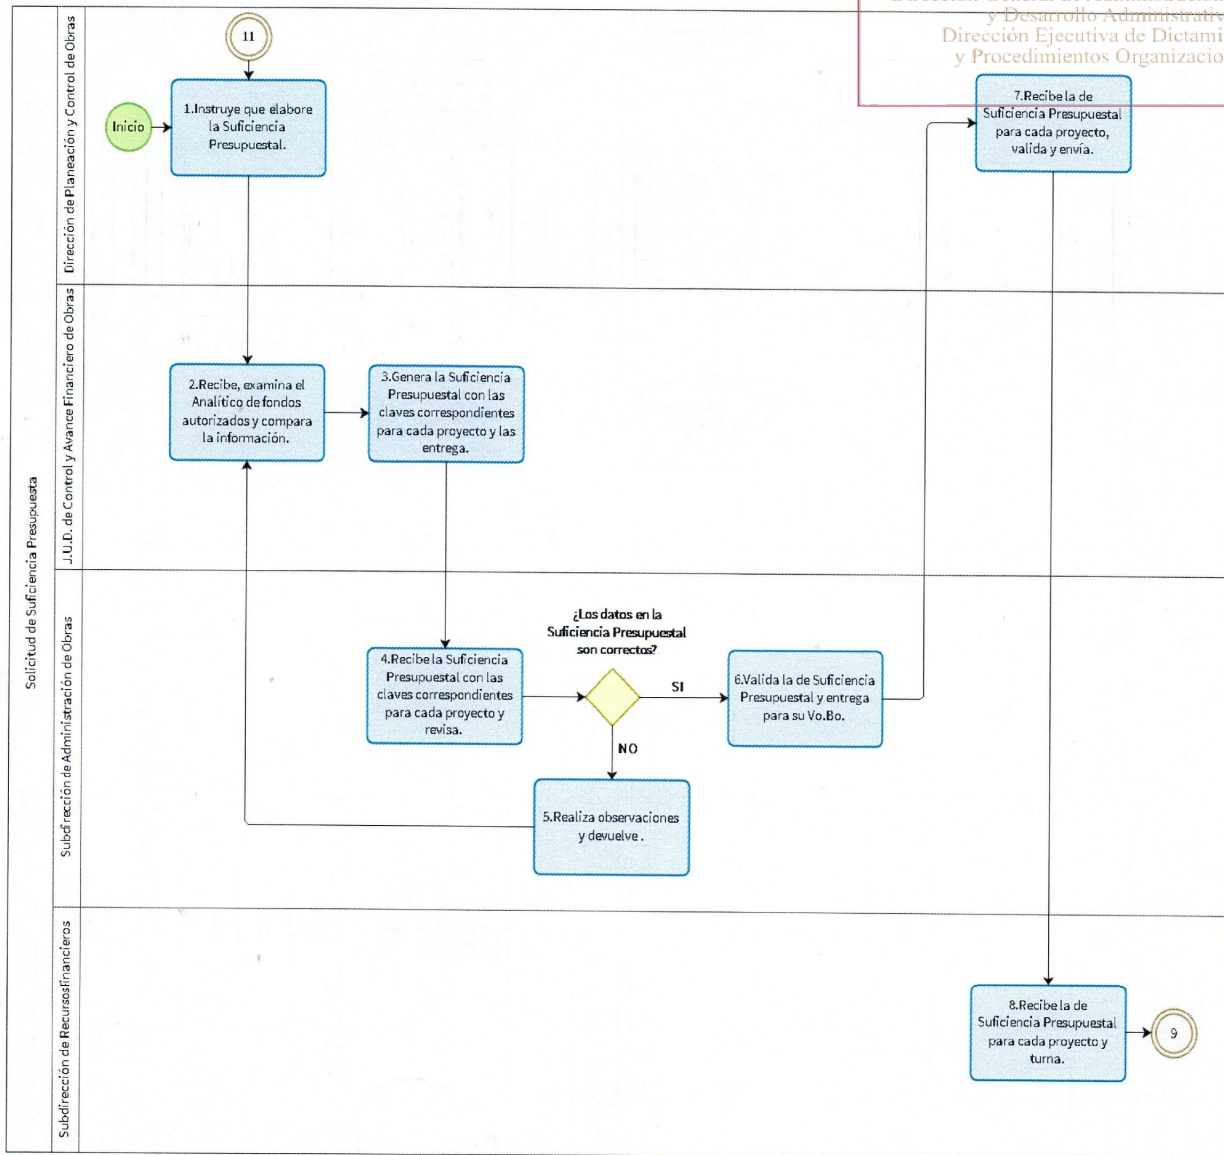 y Desarrollo Administrativ
Dirección Ejecutiva de Dictami
y Procedimientos Organizacio
Solicitud de Suficiencia Presupuesta
Dirección de Planeación y Control de Obras
11
Inicio
1.Instruye que elabore
la Suficiencia
Presupuestal.
7.Recibe la de
Suficiencia Presupuestal
para cada proyecto,
valida y envía.
J.U.D. de Control y Avance Financiero de Obras
2.Recibe, examina el
Analítico de fondos
autorizados y compara
la información.
3.Genera la Suficiencia
Presupuestal con las
claves correspondientes
para cada proyecto y las
entrega.
Subdirección de Administración de Obras
4.Recibe la Suficiencia
Presupuestal con las
claves correspondientes
para cada proyecto y
revisa.
¿Los datos en la
Suficiencia Presupuestal
son correctos?
SI
NO
6.Valida la de Suficiencia
Presupuestal y entrega
para su Vo.Bo.
5.Realiza observaciones
y devuelve .
Subdirección de Recursos financieros
8.Recibe la de
Suficiencia Presupuestal
para cada proyecto y
turna.
9